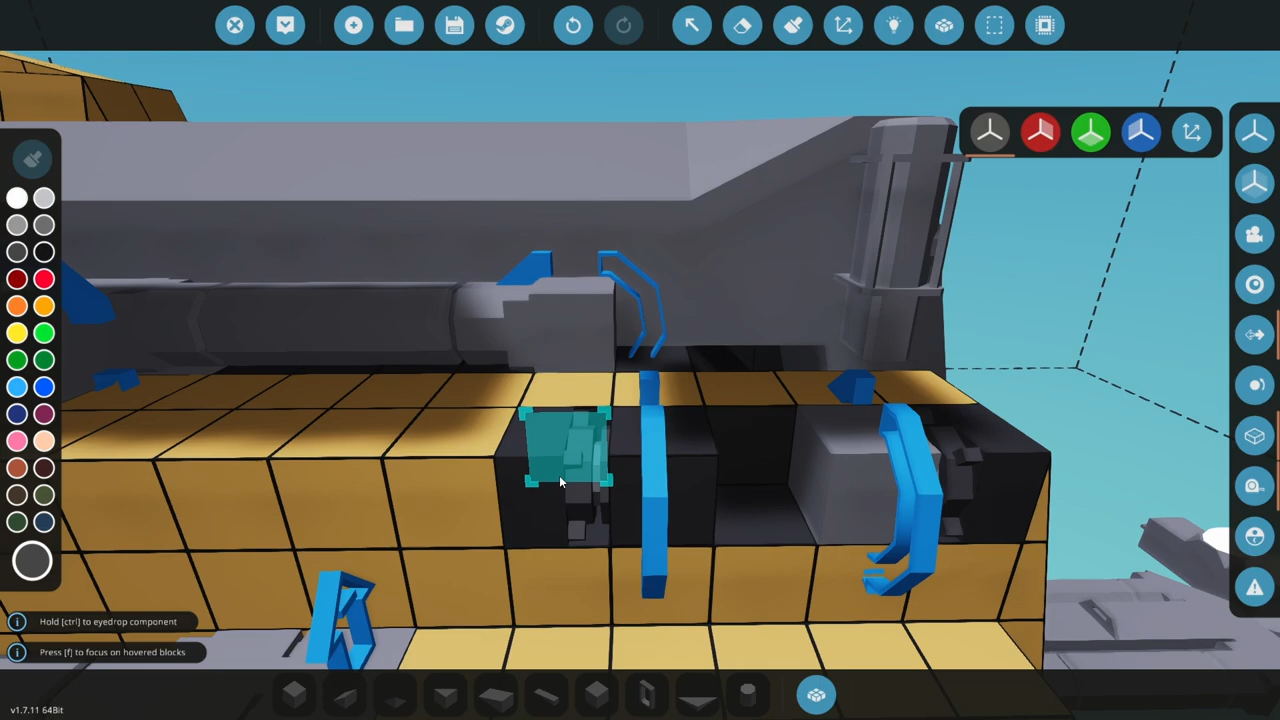 Hold [ctrl] to eyedrop component
Press [f] to focus on hovered blocks
v1.7.11 64Bit